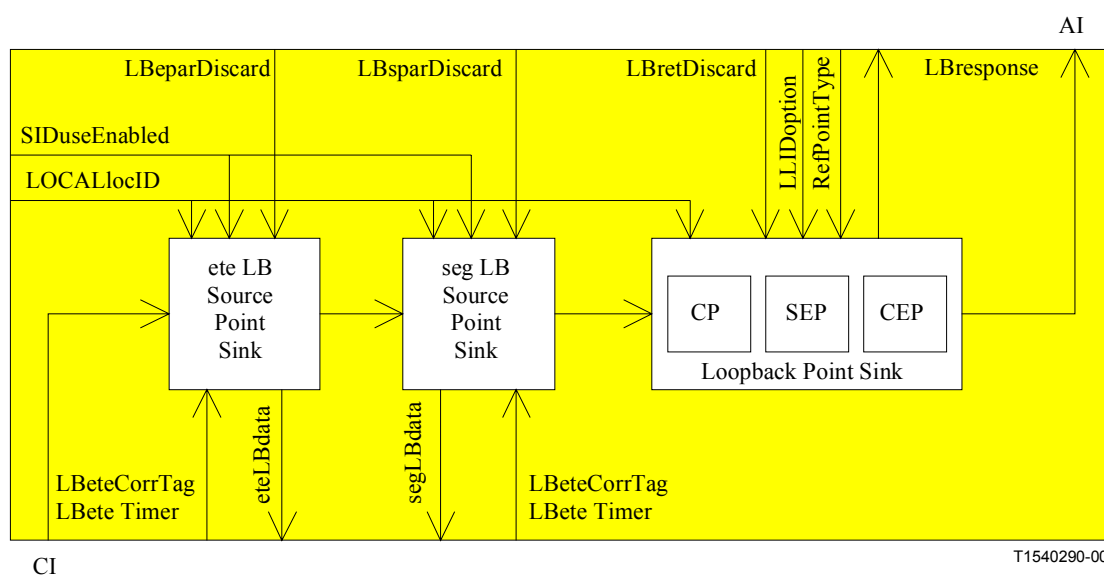 AI
LBeparDiscard
LBsparDiscard
LBretDiscard
LLIDoption
RefPointType
LBresponse
SIDuseEnabled
LOCALlocID
ete LB
Source
Point
Sink
seg LB
Source
Point
Sink
CP
SEP
CEP
Loopback Point Sink
LBeteCorrTag
LBete Timer
eteLBdata
segLBdata
LBeteCorrTag
LBete Timer
CI
T1540290-00